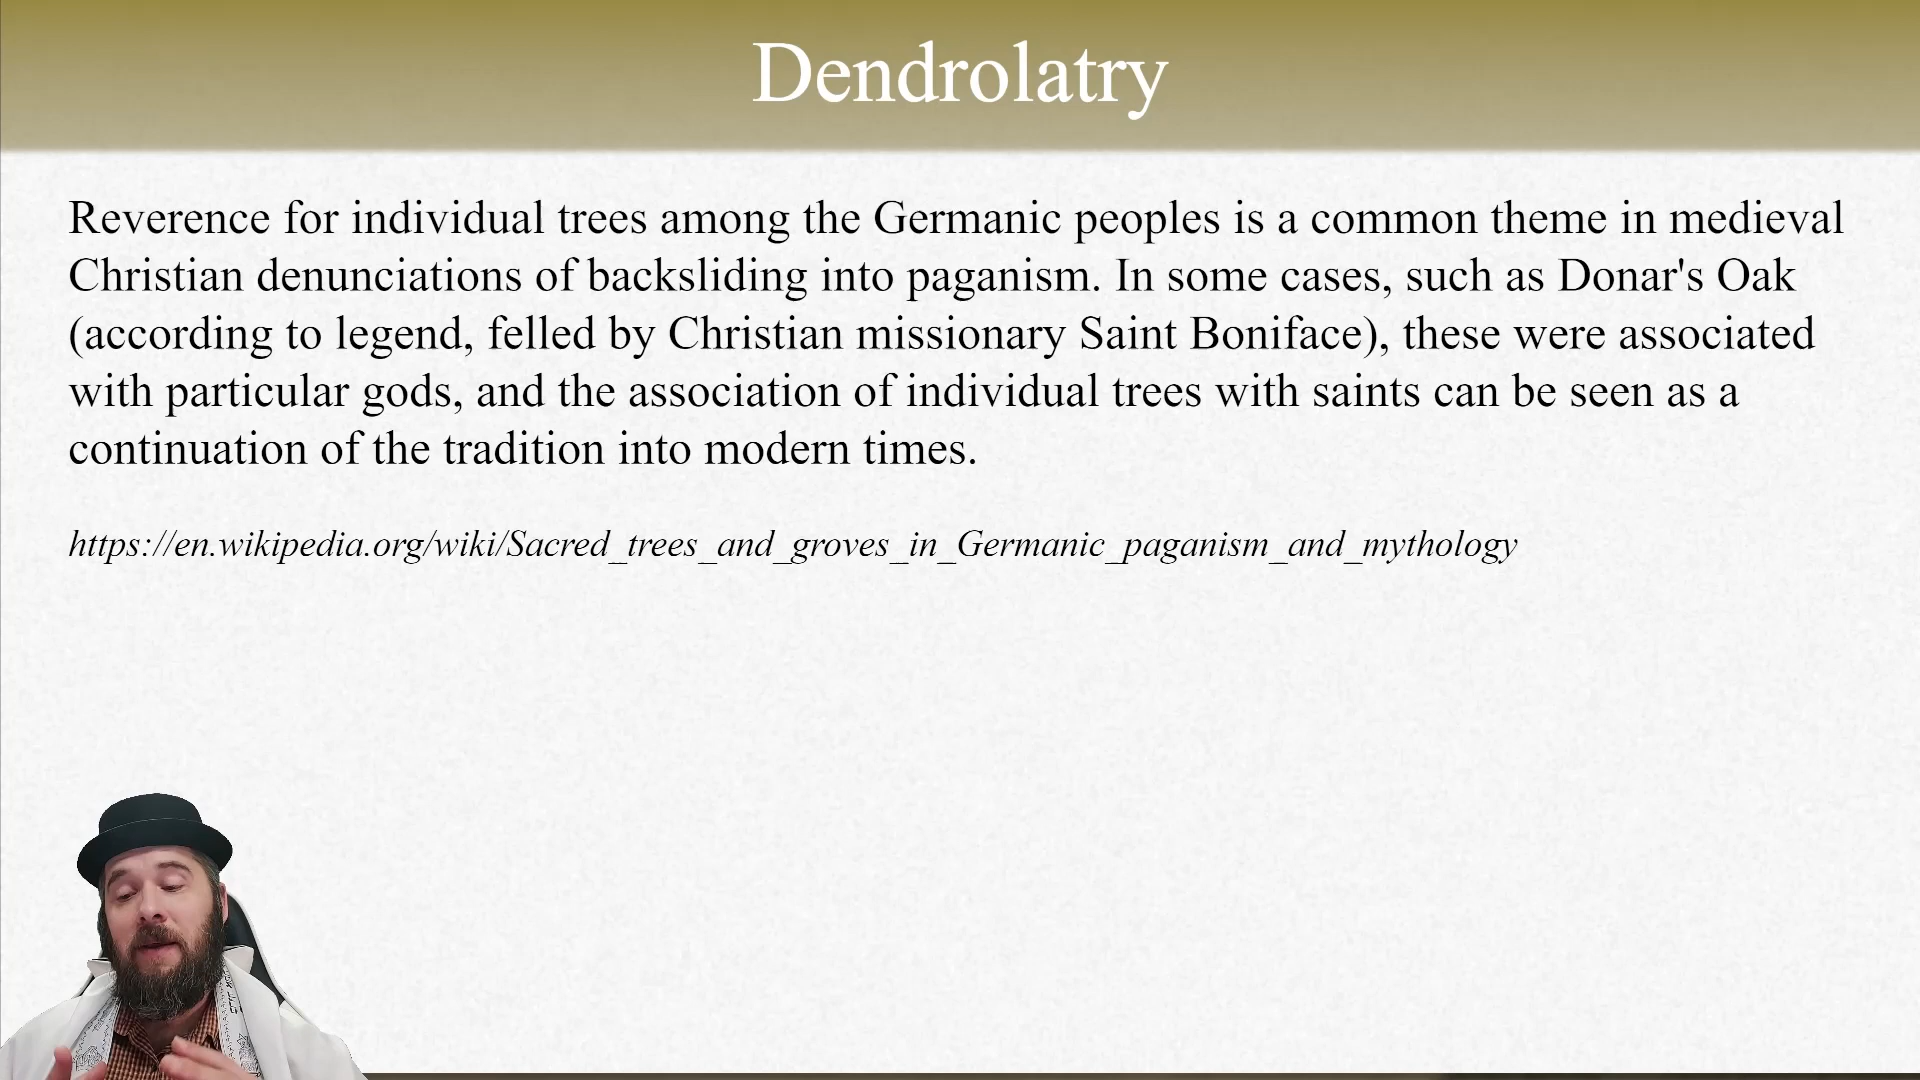 Dendrolatry
Reverence for individual trees among the Germanic peoples is a common theme in medieval
Christian denunciations of backsliding into paganism. In some cases, such as Donar's Oak
(according to legend, felled by Christian missionary Saint Boniface), these were associated
with particular gods, and the association of individual trees with saints can be seen as a
continuation of the tradition into modern times.
https://en.wikipedia.org/wiki/Sacred_trees_and_groves_in_Germanic_paganism_and_mythology